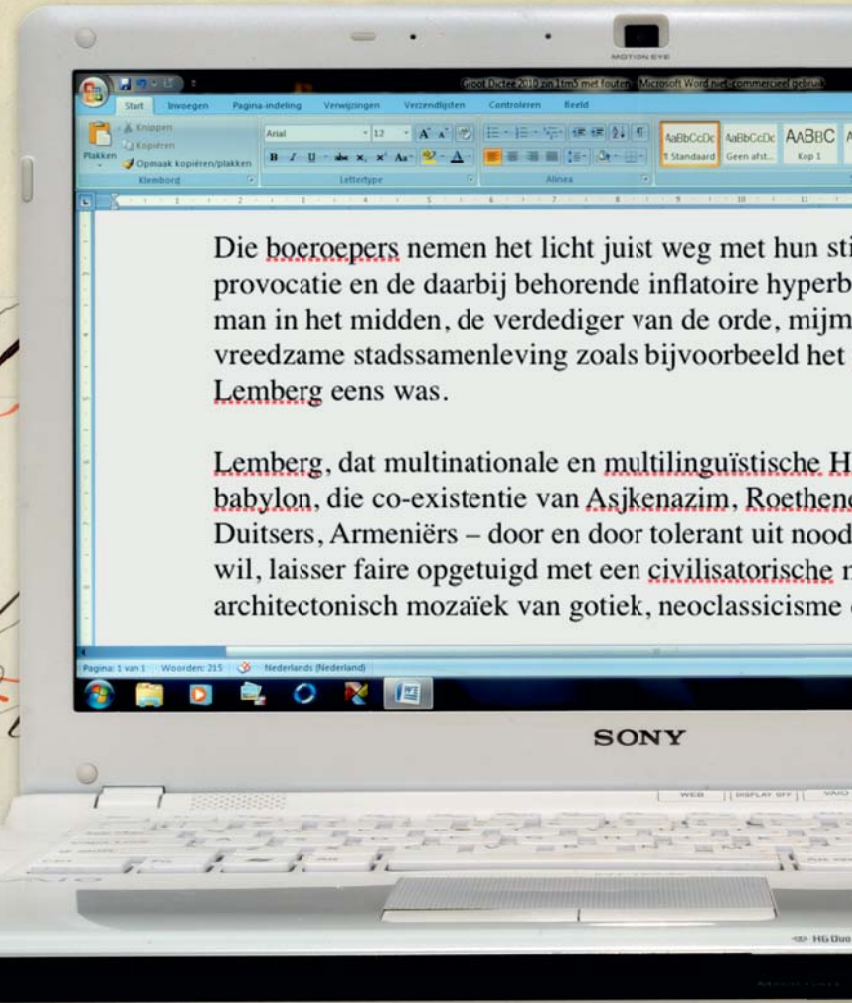 MOTION EYE
Groot Dictee 2010 zin 1tm5 met fouten - Microsoft Word niet-commercieel gebruik
Start Invoegen Pagina-indeling Verwijzingen Verzendlijsten Controleren Beeld
Plakken
Knippen
Kopiëren
Opmaak kopiëren/plakken
Klembord
Arial 12
Lettertype
Alinea
AaBbCcDc AaBbCcDc AABBC
¶ Standaard Geen afst... Kop 1
Die boeroepers nemen het licht juist weg met hun sti
provocatie en de daarbij behorende inflatoire hyperb
man in het midden, de verdediger van de orde, mijm
vreedzame stadssamenleving zoals bijvoorbeeld het
Lemberg eens was.
Lemberg, dat multinationale en multilinguïstische H
babylon, die co-existentie van Asjkenazim, Roethene
Duitsers, Armeniërs – door en door tolerant uit nood
wil, laisser faire opgetuigd met een civilisatorische
architectonisch mozaïek van gotiek, neoclassicisme
Pagina: 1 van 1 Woorden: 215 Nederlands (Nederland)
SONY
WEB DISPLAY OFF VAIO
VAIO
HG Duo